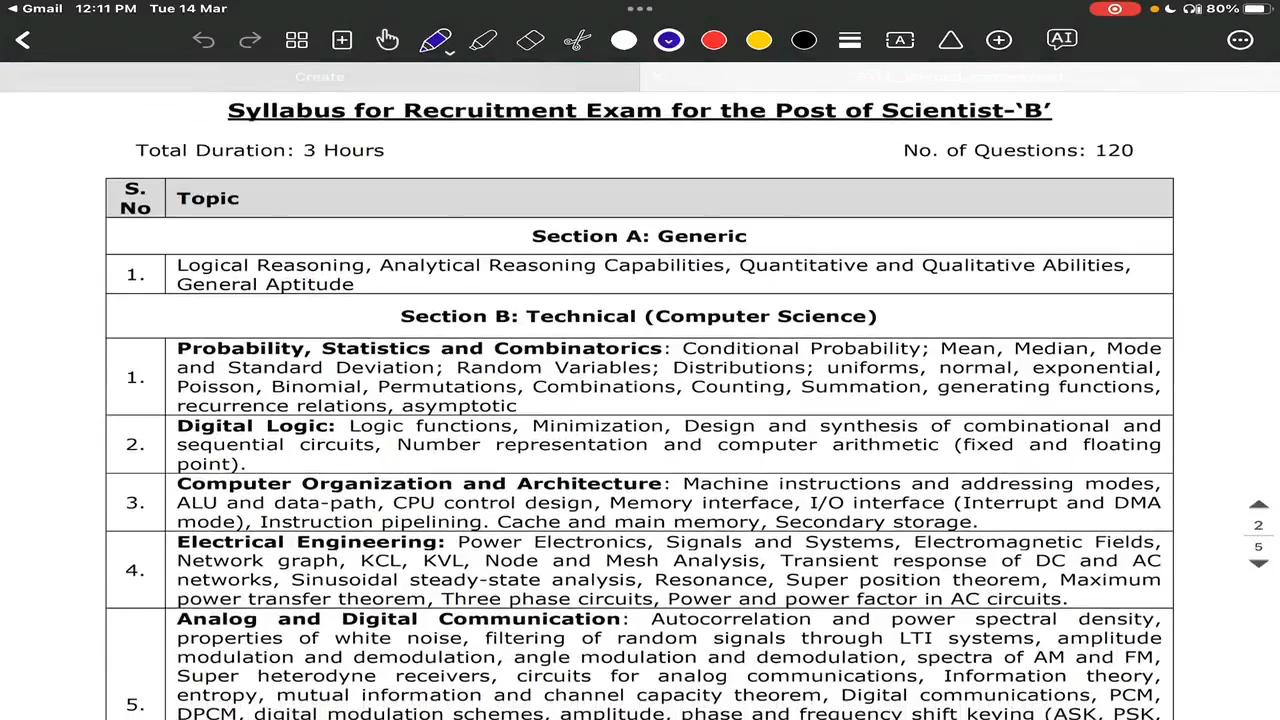 Gmail 12:11 PM Tue 14 Mar
80%
A
AI
Create
Syllabus for Recruitment Exam for the Post of Scientist-‘B’
Total Duration: 3 Hours No. of Questions: 120
S. No Topic
Section A: Generic
1. Logical Reasoning, Analytical Reasoning Capabilities, Quantitative and Qualitative Abilities,
General Aptitude
Section B: Technical (Computer Science)
1. Probability, Statistics and Combinatorics: Conditional Probability; Mean, Median, Mode
and Standard Deviation; Random Variables; Distributions; uniforms, normal, exponential,
Poisson, Binomial, Permutations, Combinations, Counting, Summation, generating functions,
recurrence relations, asymptotic
2. Digital Logic: Logic functions, Minimization, Design and synthesis of combinational and
sequential circuits, Number representation and computer arithmetic (fixed and floating
point).
3. Computer Organization and Architecture: Machine instructions and addressing modes,
ALU and data-path, CPU control design, Memory interface, I/O interface (Interrupt and DMA
mode), Instruction pipelining. Cache and main memory, Secondary storage.
4. Electrical Engineering: Power Electronics, Signals and Systems, Electromagnetic Fields,
Network graph, KCL, KVL, Node and Mesh Analysis, Transient response of DC and AC
networks, Sinusoidal steady-state analysis, Resonance, Super position theorem, Maximum
power transfer theorem, Three phase circuits, Power and power factor in AC circuits.
5. Analog and Digital Communication: Autocorrelation and power spectral density,
properties of white noise, filtering of random signals through LTI systems, amplitude
modulation and demodulation, angle modulation and demodulation, spectra of AM and FM,
Super heterodyne receivers, circuits for analog communications, Information theory,
entropy, mutual information and channel capacity theorem, Digital communications, PCM,
DPCM, digital modulation schemes, amplitude, phase and frequency shift keying (ASK, PSK,
2
5